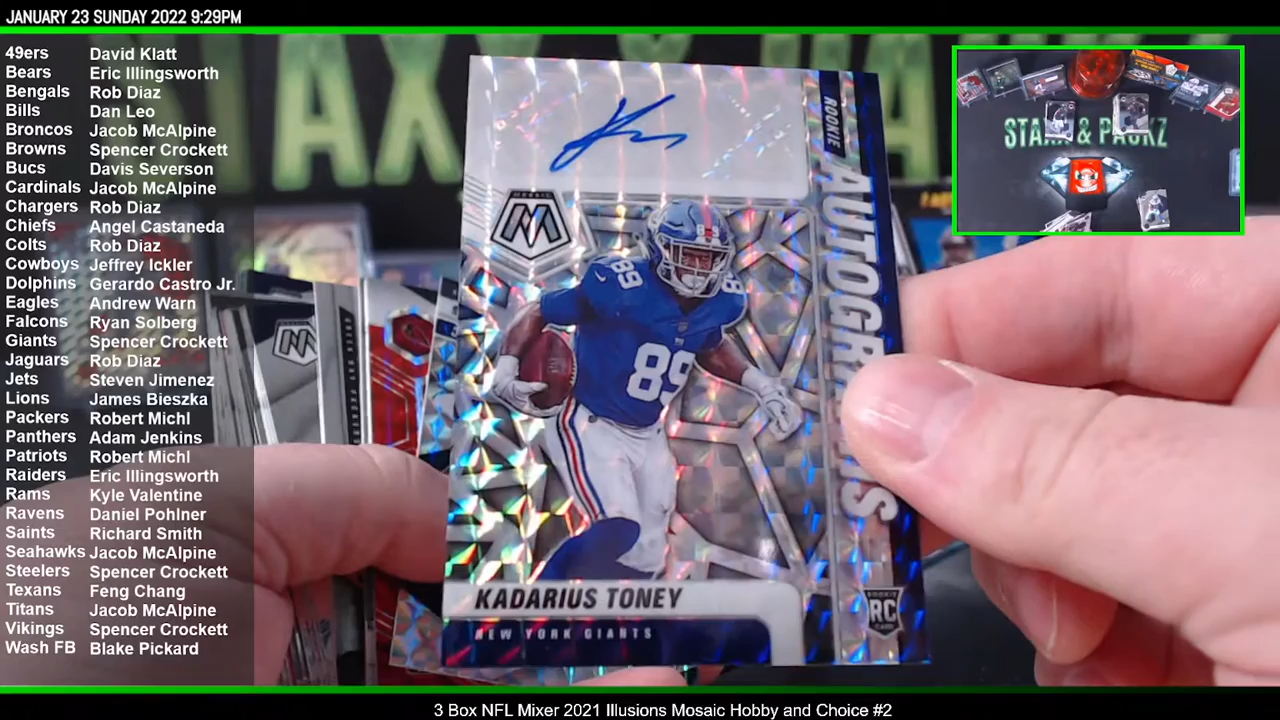 JANUARY 23 SUNDAY 2022 9:29PM
49ers David Klatt
Bears Eric Illingsworth
Bengals Rob Diaz
Bills Dan Leo
Broncos Jacob McAlpine
Browns Spencer Crockett
Bucs Davis Severson
Cardinals Jacob McAlpine
Chargers Rob Diaz
Chiefs Angel Castaneda
Colts Rob Diaz
Cowboys Jeffrey Ickler
Dolphins Gerardo Castro Jr.
Eagles Andrew Warn
Falcons Ryan Solberg
Giants Spencer Crockett
Jaguars Rob Diaz
Jets Steven Jimenez
Lions James Bieszka
Packers Robert Michl
Panthers Adam Jenkins
Patriots Robert Michl
Raiders Eric Illingsworth
Rams Kyle Valentine
Ravens Daniel Pohlner
Saints Richard Smith
Seahawks Jacob McAlpine
Steelers Spencer Crockett
Texans Feng Chang
Titans Jacob McAlpine
Vikings Spencer Crockett
Wash FB Blake Pickard
STAXX & PACKZ
MOSAIC
M
ROOKIE
89
89
KADARIUS TONEY
NEW YORK GIANTS
ROOKIE
RC
CARD
3 Box NFL Mixer 2021 Illusions Mosaic Hobby and Choice #2